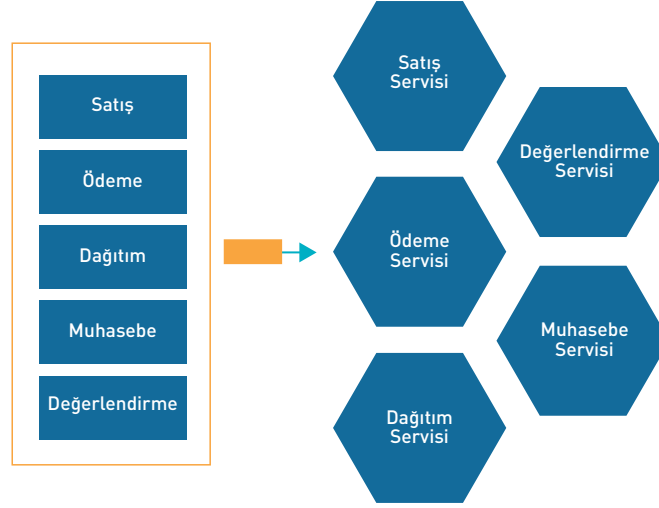 Satış
Ödeme
Dağıtım
Muhasebe
Değerlendirme
Satış
Servisi
Değerlendirme
Servisi
Ödeme
Servisi
Muhasebe
Servisi
Dağıtım
Servisi